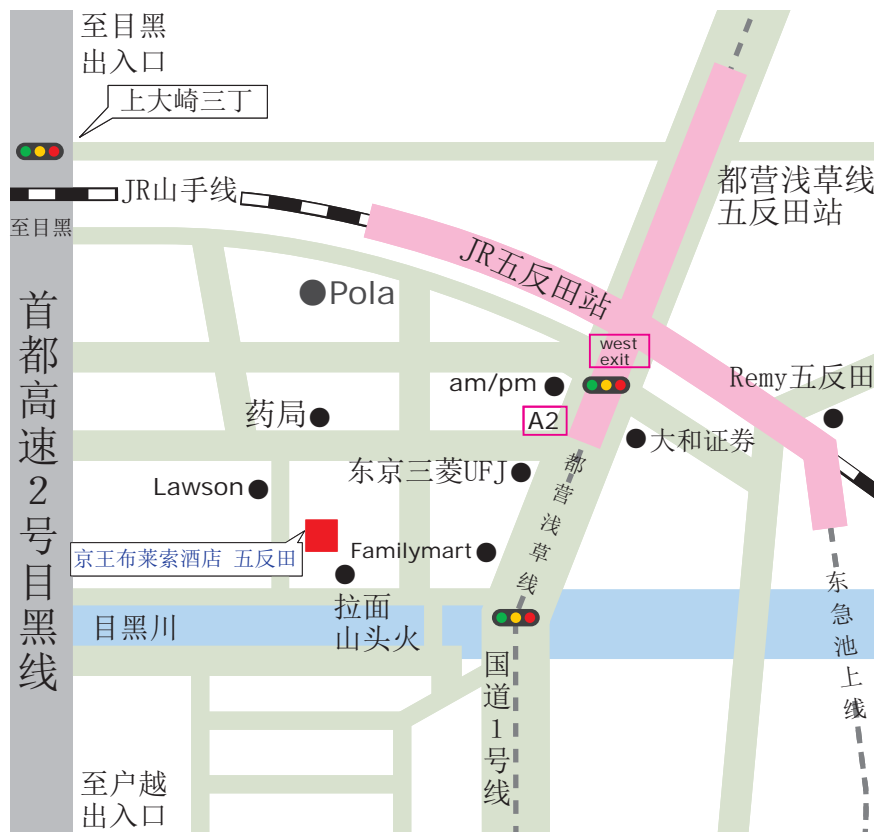 至目黑
出入口
上大崎三丁
JR山手线
至目黑
都营浅草线
五反田站
JR五反田站
Pola
首都高速2号目黑线
west
exit
am/pm
Remy五反田
A2
药局
大和证券
东京三菱UFJ
都营浅草线
Lawson
京王布莱索酒店 五反田
Familymart
拉面
山头火
目黑川
东急池上线
国道1号线
至户越
出入口